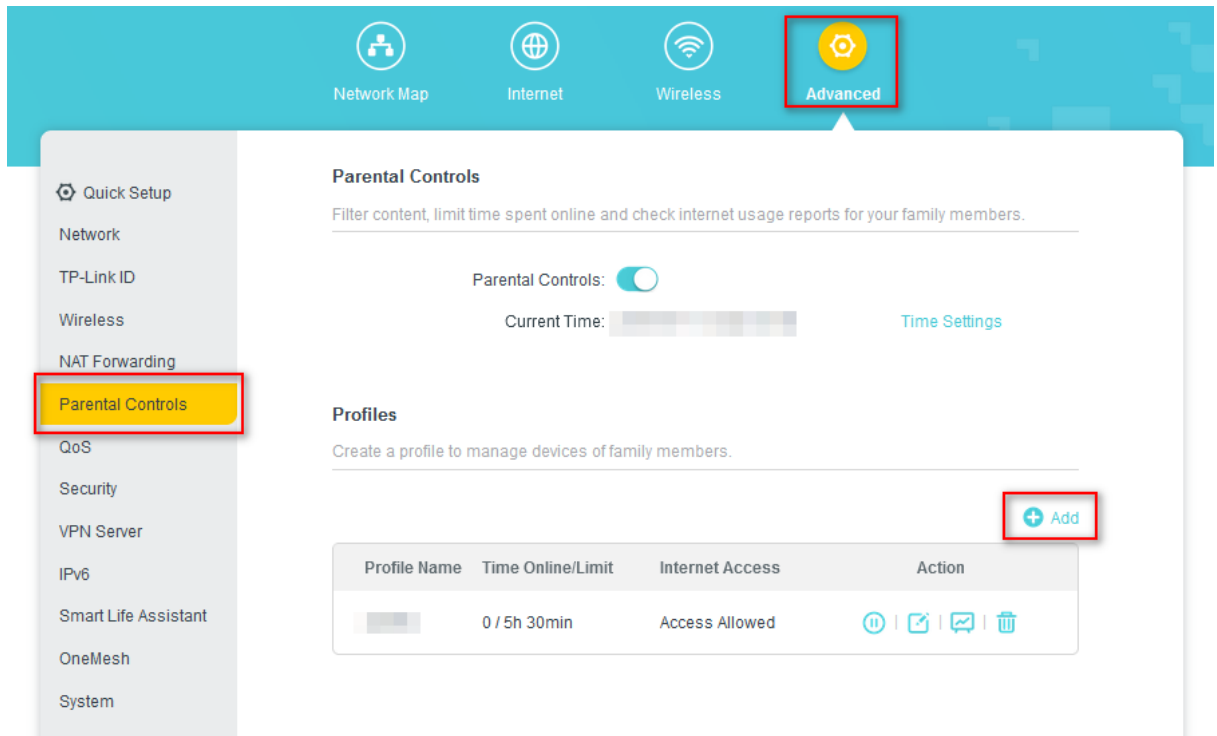 Network Map
Internet
Wireless
Advanced
Quick Setup
Network
TP-Link ID
Wireless
NAT Forwarding
Parental Controls
QoS
Security
VPN Server
IPv6
Smart Life Assistant
OneMesh
System
Parental Controls
Filter content, limit time spent online and check internet usage reports for your family members.
Parental Controls:
Current Time:
Time Settings
Profiles
Create a profile to manage devices of family members.
Add
Profile Name Time Online/Limit Internet Access Action
0 / 5h 30min Access Allowed